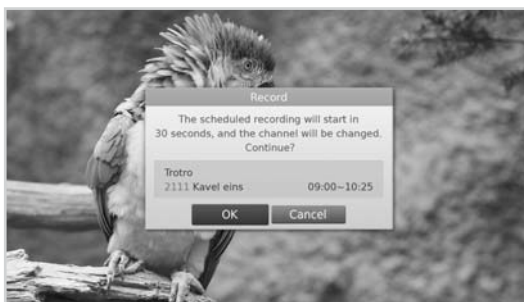 Record
The scheduled recording will start in
30 seconds, and the channel will be changed.
Continue?
Trotro
2111 Kavel eins 09:00~10:25
OK Cancel